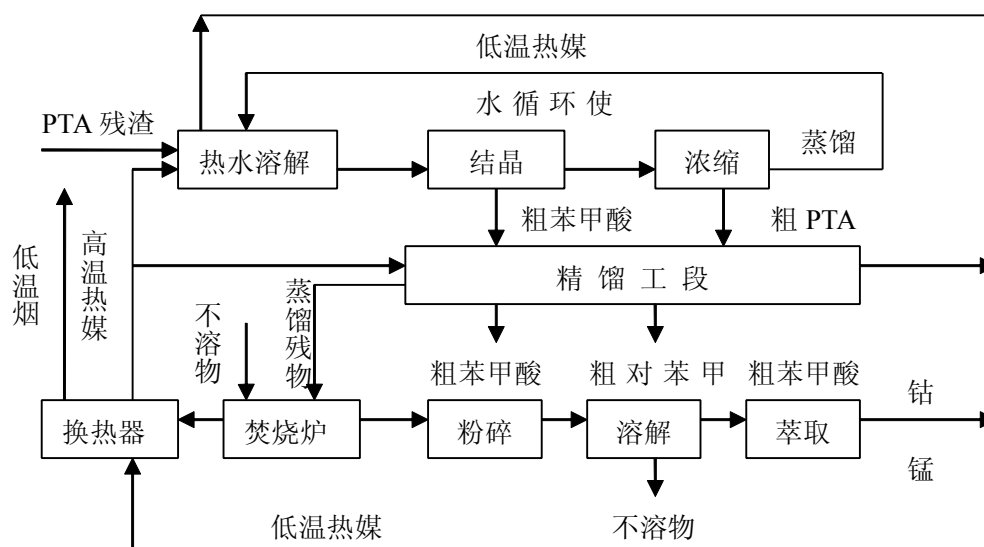 低温热媒
水循环使
PTA 残渣
热水溶解
结晶
浓缩
蒸馏
粗苯甲酸
粗 PTA
低温烟
高温热媒
精馏工段
不溶物
蒸馏残物
粗苯甲酸
粗对苯甲
粗苯甲酸
换热器
焚烧炉
粉碎
溶解
萃取
钴
锰
低温热媒
不溶物